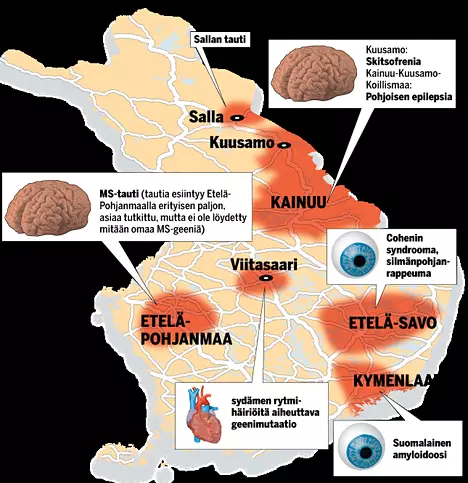 Sallan tauti
Kuusamo:
Skitsofrenia
Kainuu-Kuusamo-
Koillismaa:
Pohjoisen epilepsia
Salla
Kuusamo
MS-tauti (tautia esiintyy Etelä-
Pohjanmaalla erityisen paljon,
asiaa tutkittu, mutta ei ole löydetty
mitään omaa MS-geeniä)
KAINUU
Cohenin
syndrooma,
silmänpohjan-
rappeuma
Viitasaari
ETELÄ-
POHJANMAA
ETELÄ-SAVO
KYMENLAA
sydämen rytmi-
häiriöitä aiheuttava
geenimutaatio
Suomalainen
amyloidoosi